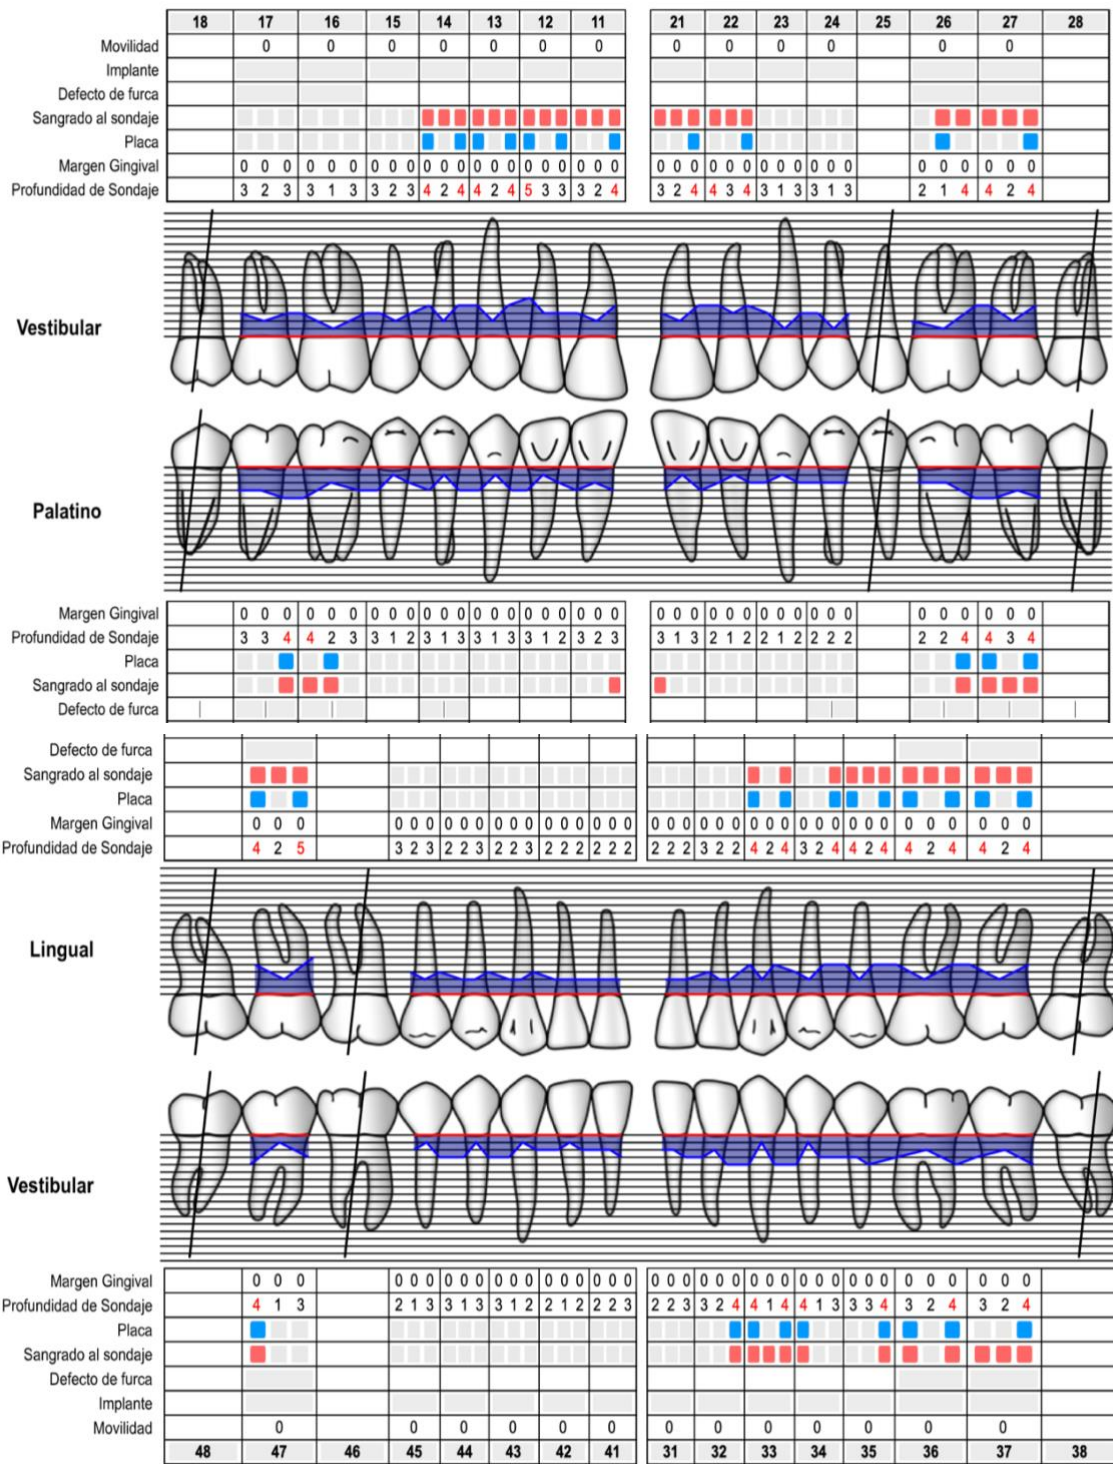 18 17 16 15 14 13 12 11 21 22 23 24 25 26 27 28
Movilidad 0 0 0 0 0 0 0 0 0 0 0 0 0
Implante
Defecto de furca
Sangrado al sondaje
Placa
Margen Gingival 0 0 0 0 0 0 0 0 0 0 0 0 0 0 0 0 0 0 0 0 0 0 0 0 0 0 0 0 0 0 0 0 0 0 0 0 0 0 0
Profundidad de Sondaje 3 2 3 3 1 3 3 2 3 4 2 4 4 2 4 5 3 3 3 2 4 3 2 4 4 3 4 3 1 3 3 1 3 2 1 4 4 2 4
Vestibular
Palatino
Margen Gingival 0 0 0 0 0 0 0 0 0 0 0 0 0 0 0 0 0 0 0 0 0 0 0 0 0 0 0 0 0 0 0 0 0 0 0 0 0 0 0
Profundidad de Sondaje 3 3 4 4 2 3 3 1 2 3 1 3 3 1 3 3 1 2 3 2 3 3 1 3 2 1 2 2 1 2 2 2 2 2 2 4 4 3 4
Placa
Sangrado al sondaje
Defecto de furca
Defecto de furca
Sangrado al sondaje
Placa
Margen Gingival 0 0 0 0 0 0 0 0 0 0 0 0 0 0 0 0 0 0 0 0 0 0 0 0 0 0 0 0 0 0 0 0 0 0 0 0 0 0 0
Profundidad de Sondaje 4 2 5 3 2 3 2 2 3 2 2 3 2 2 2 2 2 2 2 2 2 3 2 2 4 2 4 3 2 4 4 2 4 4 2 4 4 2 4
Lingual
Vestibular
Margen Gingival 0 0 0 0 0 0 0 0 0 0 0 0 0 0 0 0 0 0 0 0 0 0 0 0 0 0 0 0 0 0 0 0 0 0 0 0 0 0 0
Profundidad de Sondaje 4 1 3 2 1 3 3 1 3 3 1 2 2 1 2 2 2 3 2 2 3 3 2 4 4 1 4 4 1 3 3 3 4 3 2 4 3 2 4
Placa
Sangrado al sondaje
Defecto de furca
Implante
Movilidad 0 0 0 0 0 0 0 0 0 0 0 0 0
48 47 46 45 44 43 42 41 31 32 33 34 35 36 37 38